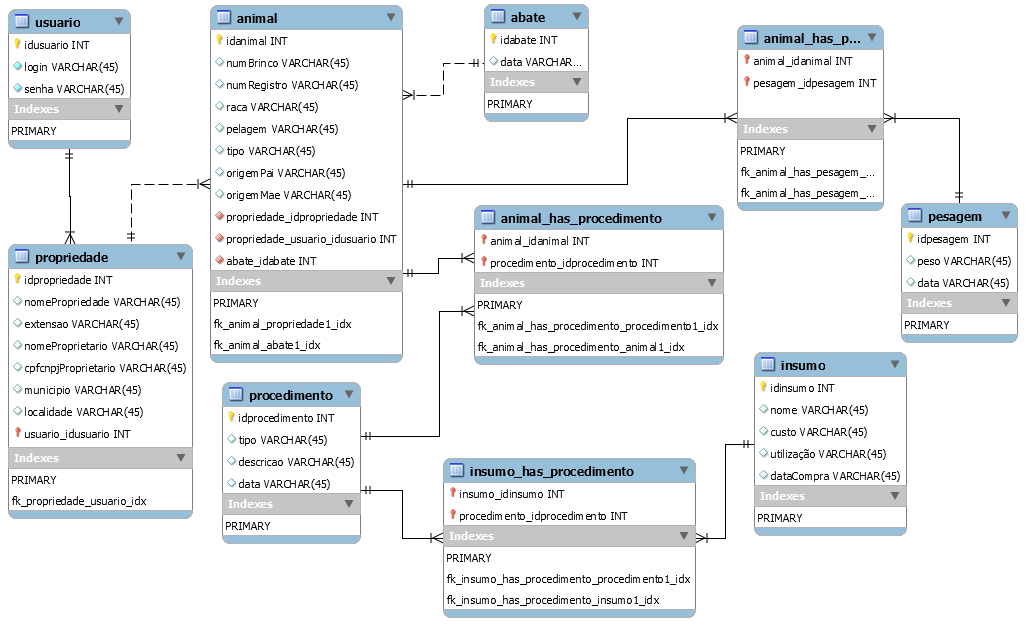 usuario
idusuario INT
login VARCHAR(45)
senha VARCHAR(45)
Indexes
PRIMARY
animal
idanimal INT
numBrinco VARCHAR(45)
numRegistro VARCHAR(45)
raca VARCHAR(45)
pelagem VARCHAR(45)
tipo VARCHAR(45)
origemPai VARCHAR(45)
origemMae VARCHAR(45)
propriedade_idpropriedade INT
propriedade_usuario_idusuario INT
abate_idabate INT
Indexes
PRIMARY
fk_animal_propriedade1_idx
fk_animal_abate1_idx
abate
idabate INT
data VARCHAR...
Indexes
PRIMARY
animal_has_p...
animal_idanimal INT
pesagem_idpesagem INT
Indexes
PRIMARY
fk_animal_has_pesagem_...
fk_animal_has_pesagem_...
pesagem
idpesagem INT
peso VARCHAR(45)
data VARCHAR(45)
Indexes
PRIMARY
animal_has_procedimento
animal_idanimal INT
procedimento_idprocedimento INT
Indexes
PRIMARY
fk_animal_has_procedimento_procedimento1_idx
fk_animal_has_procedimento_animal1_idx
propriedade
idpropriedade INT
nomePropriedade VARCHAR(45)
extensao VARCHAR(45)
nomeProprietario VARCHAR(45)
cpfcnpjProprietario VARCHAR(45)
municipio VARCHAR(45)
localidade VARCHAR(45)
usuario_idusuario INT
Indexes
PRIMARY
fk_propriedade_usuario_idx
procedimento
idprocedimento INT
tipo VARCHAR(45)
descricao VARCHAR(45)
data VARCHAR(45)
Indexes
PRIMARY
insumo_has_procedimento
insumo_idinsumo INT
procedimento_idprocedimento INT
Indexes
PRIMARY
fk_insumo_has_procedimento_procedimento1_idx
fk_insumo_has_procedimento_insumo1_idx
insumo
idinsumo INT
nome VARCHAR(45)
custo VARCHAR(45)
utilização VARCHAR(45)
dataCompra VARCHAR(45)
Indexes
PRIMARY